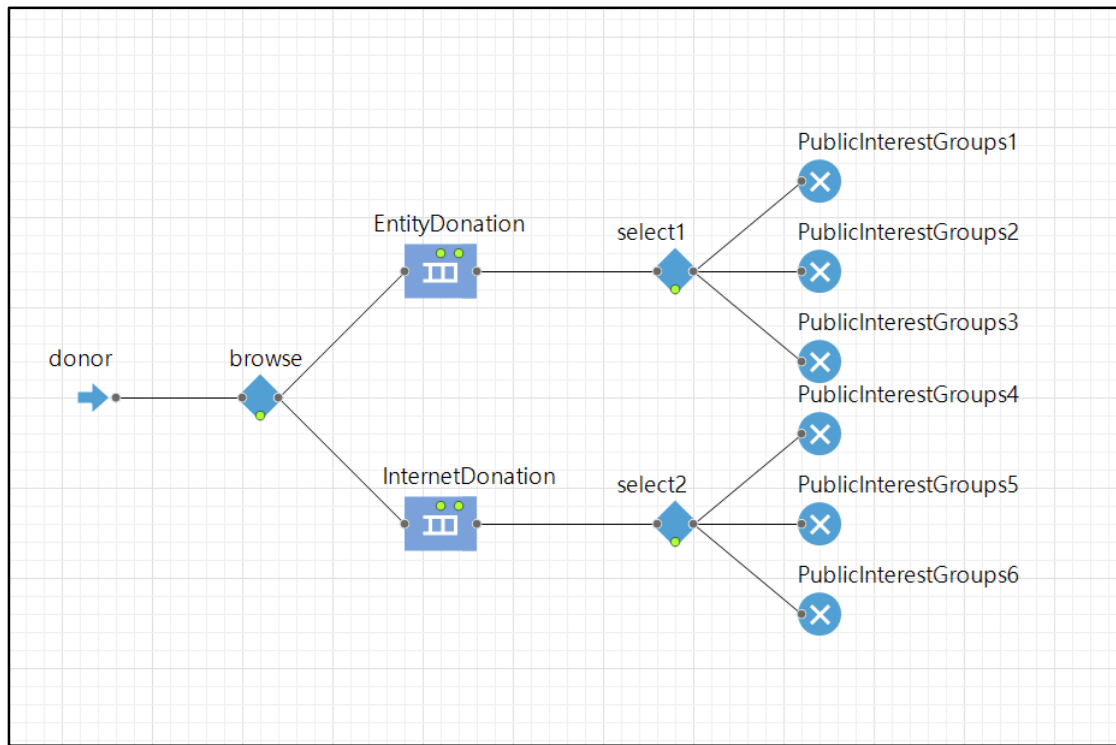 PublicInterestGroups1
EntityDonation
select1
PublicInterestGroups2
PublicInterestGroups3
donor
browse
PublicInterestGroups4
InternetDonation
select2
PublicInterestGroups5
PublicInterestGroups6